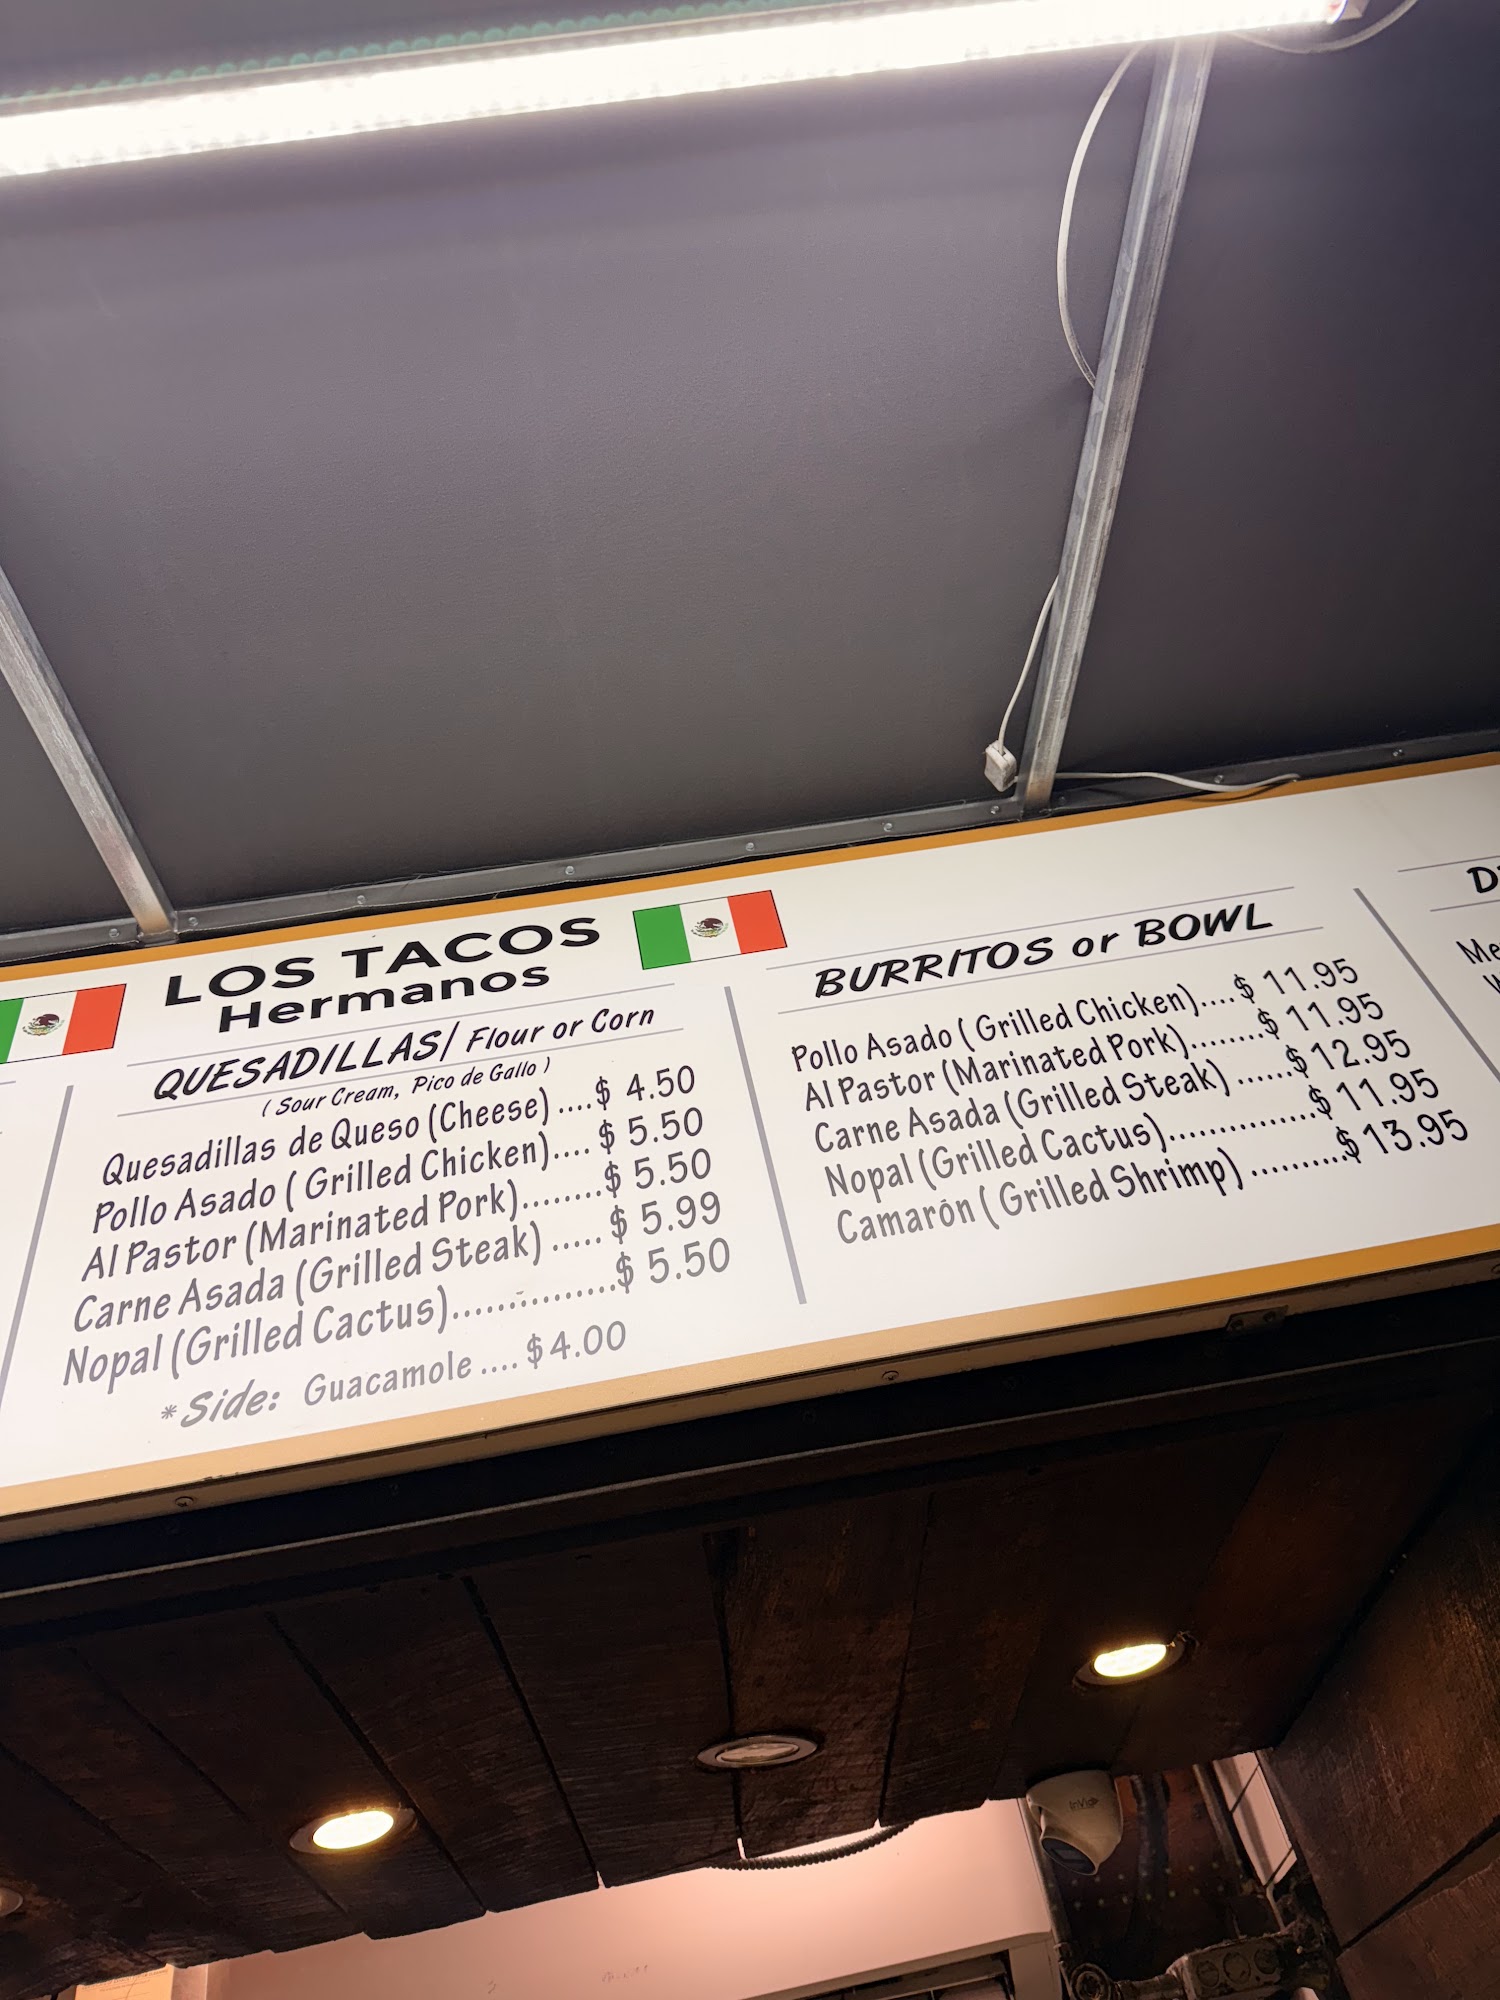 LOS TACOS
Hermanos
QUESADILLAS/ Flour or Corn
( Sour Cream, Pico de Gallo )
Quesadillas de Queso (Cheese) ....$ 4.50
Pollo Asado ( Grilled Chicken)....$ 5.50
Al Pastor (Marinated Pork)........$ 5.50
Carne Asada (Grilled Steak) .....$ 5.99
Nopal (Grilled Cactus)................$ 5.50
*Side: Guacamole ....$4.00
BURRITOS or BOWL
Pollo Asado ( Grilled Chicken)....$ 11.95
Al Pastor (Marinated Pork)........$ 11.95
Carne Asada (Grilled Steak) ......$12.95
Nopal (Grilled Cactus)................$11.95
Camarón ( Grilled Shrimp) ..........$13.95